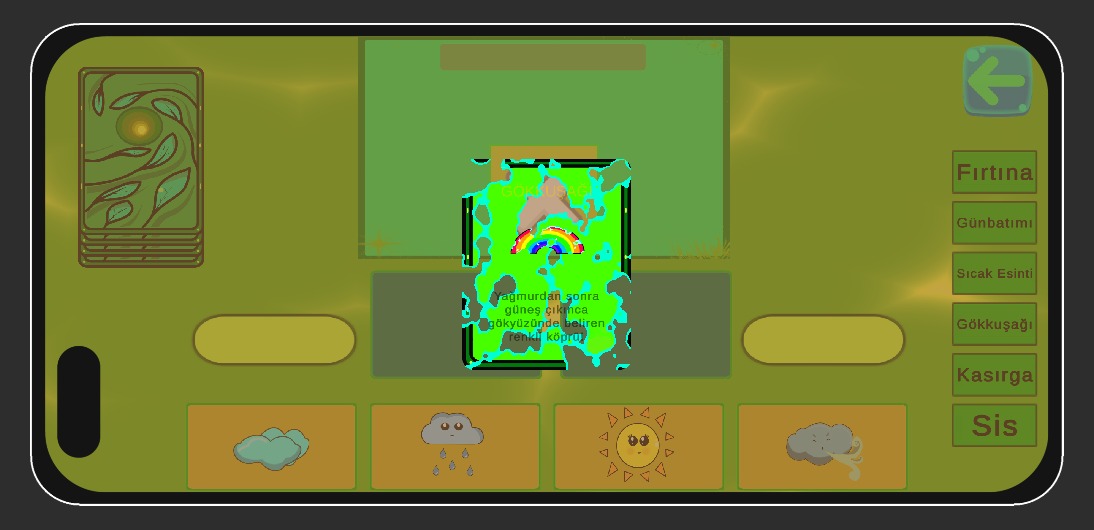 GÖKKUŞAĞI
Yağmurdan sonra
güneş çıkınca
gökyüzünde beliren
renkli köprü
Fırtına
Günbatımı
Sıcak Esinti
Gökkuşağı
Kasırga
Sis